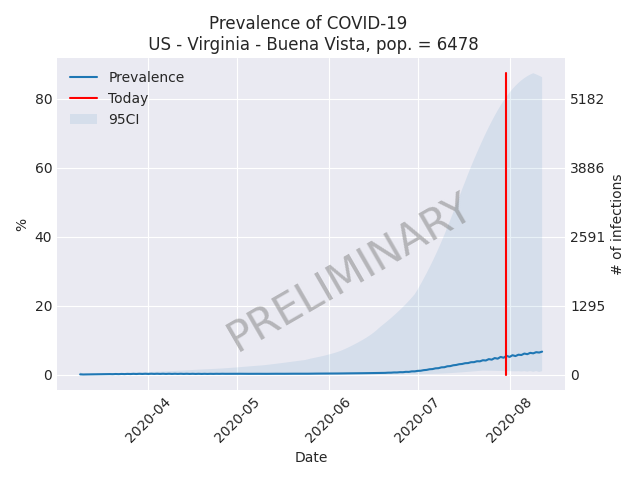 Prevalence of COVID-19
US - Virginia - Buena Vista, pop. = 6478
Prevalence
Today
95CI
80
60
40
20
0
%
5182
3886
2591
1295
0
# of infections
PRELIMINARY
2020-04
2020-05
2020-06
2020-07
2020-08
Date